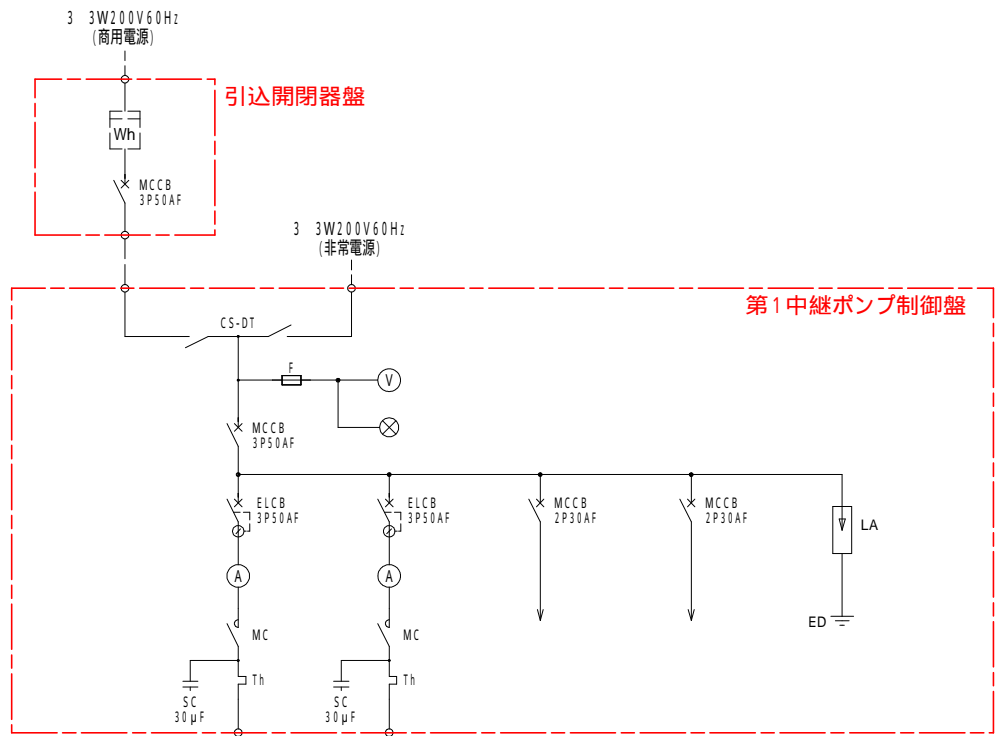 3 3W200V60Hz
(商用電源)
引込開閉器盤
Wh
MCCB
3P50AF
3 3W200V60Hz
(非常電源)
第1中継ポンプ制御盤
CS-DT
F
V
MCCB
3P50AF
ELCB
3P50AF
ELCB
3P50AF
MCCB
2P30AF
MCCB
2P30AF
LA
A
A
ED
MC
MC
Th
Th
SC
30μF
SC
30μF